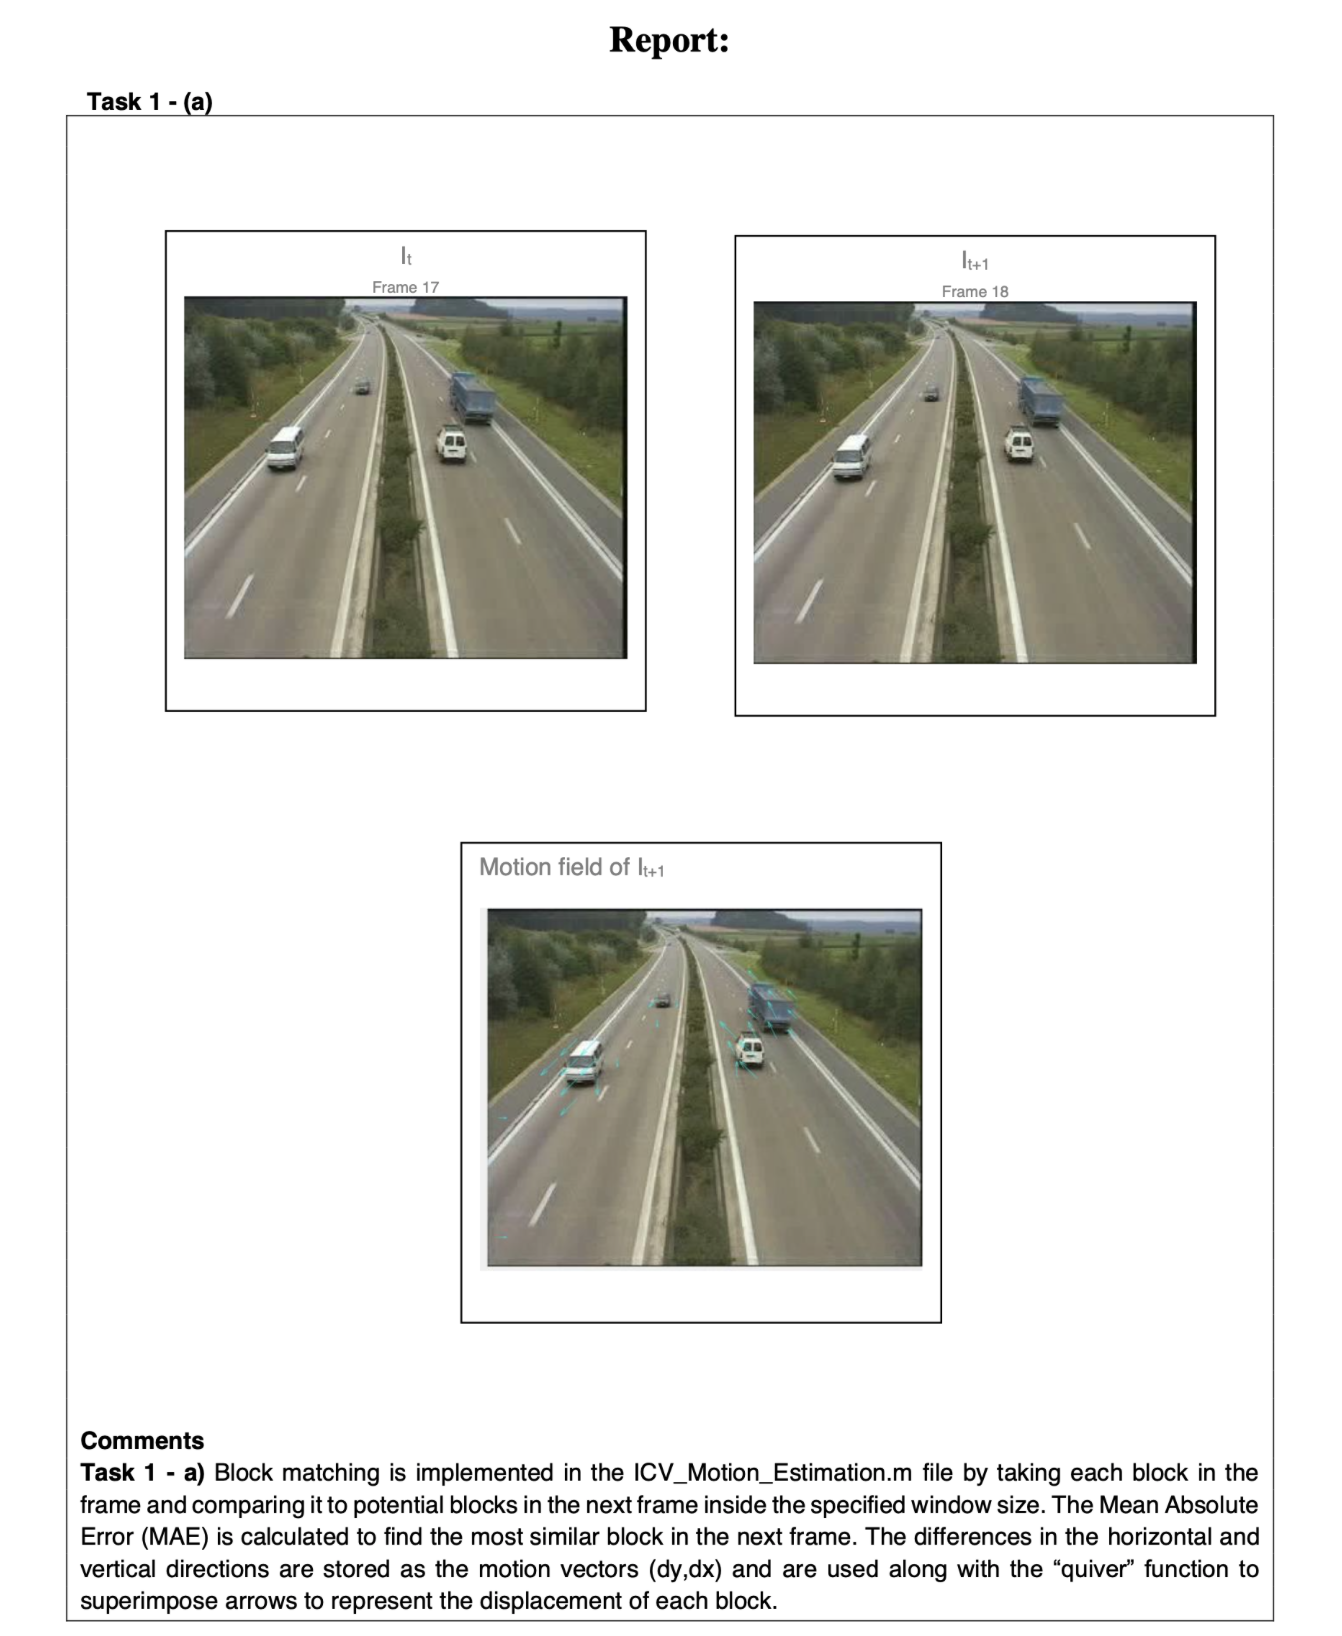 Report:
Task 1 - (a)
It
Frame 17
It+1
Frame 18
Motion field of It+1
Comments
Task 1 - a) Block matching is implemented in the ICV_Motion_Estimation.m file by taking each block in the
frame and comparing it to potential blocks in the next frame inside the specified window size. The Mean Absolute
Error (MAE) is calculated to find the most similar block in the next frame. The differences in the horizontal and
vertical directions are stored as the motion vectors (dy,dx) and are used along with the “quiver” function to
superimpose arrows to represent the displacement of each block.